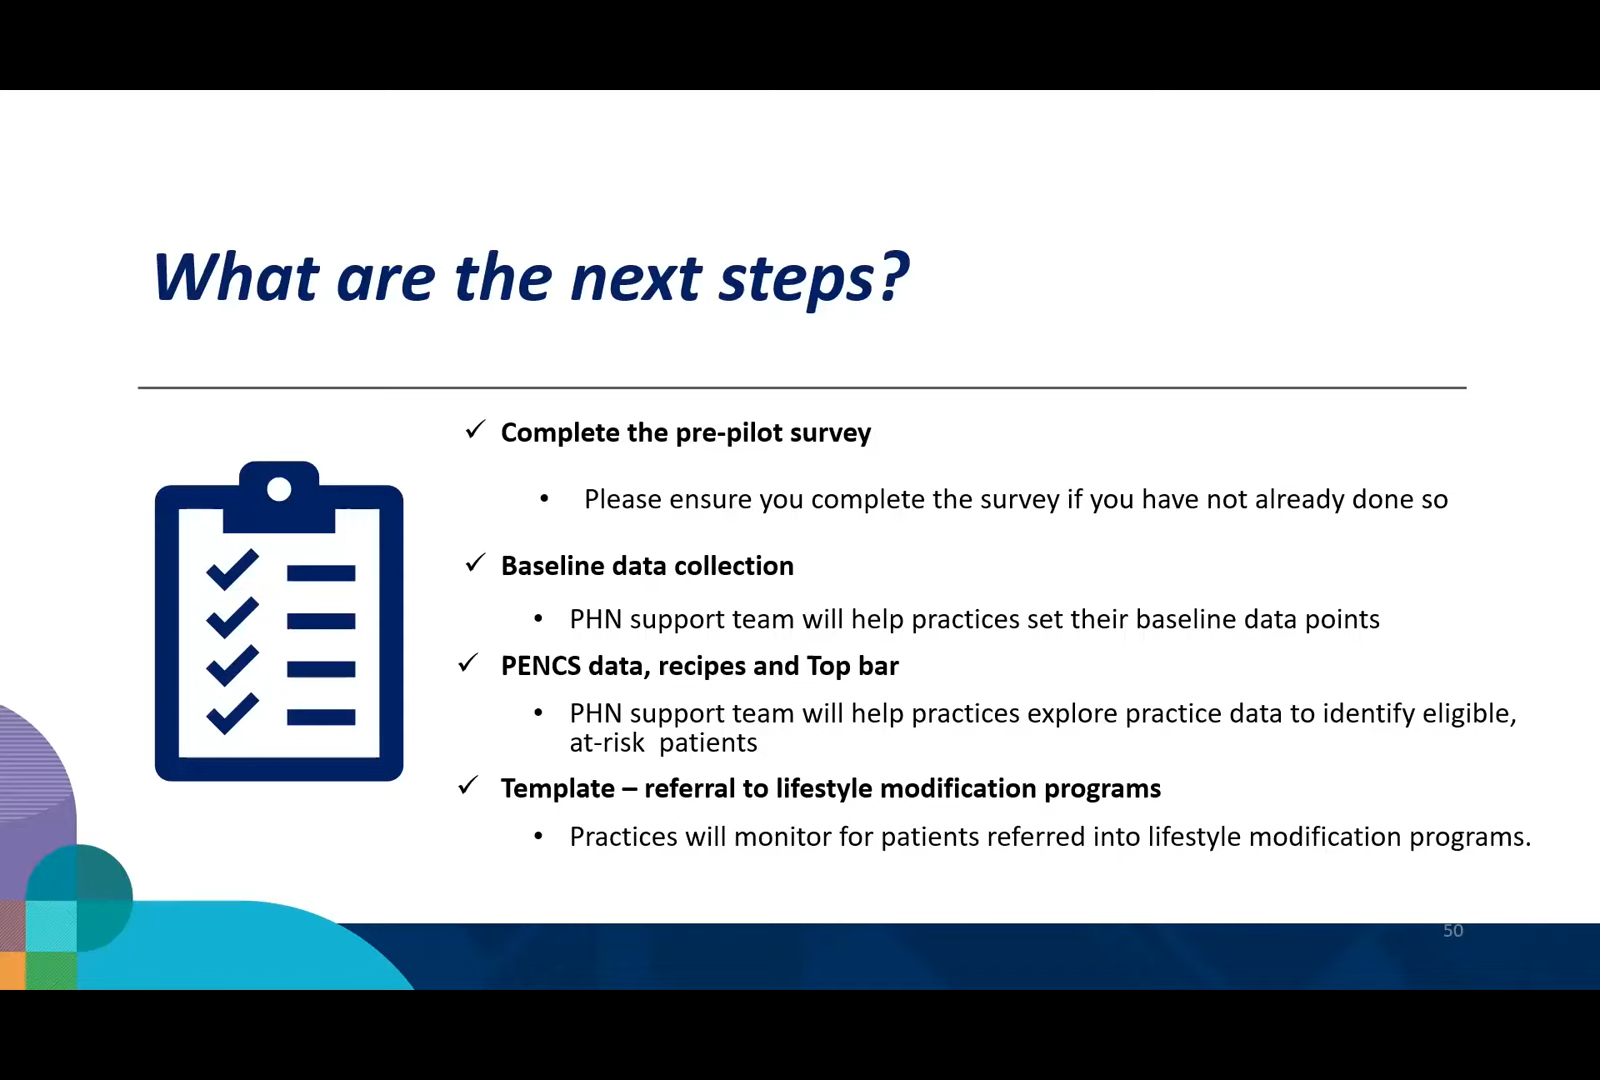 What are the next steps?
✓ Complete the pre-pilot survey
• Please ensure you complete the survey if you have not already done so
✓ Baseline data collection
• PHN support team will help practices set their baseline data points
✓ PENCS data, recipes and Top bar
• PHN support team will help practices explore practice data to identify eligible,
at-risk  patients
✓ Template – referral to lifestyle modification programs
• Practices will monitor for patients referred into lifestyle modification programs.
50